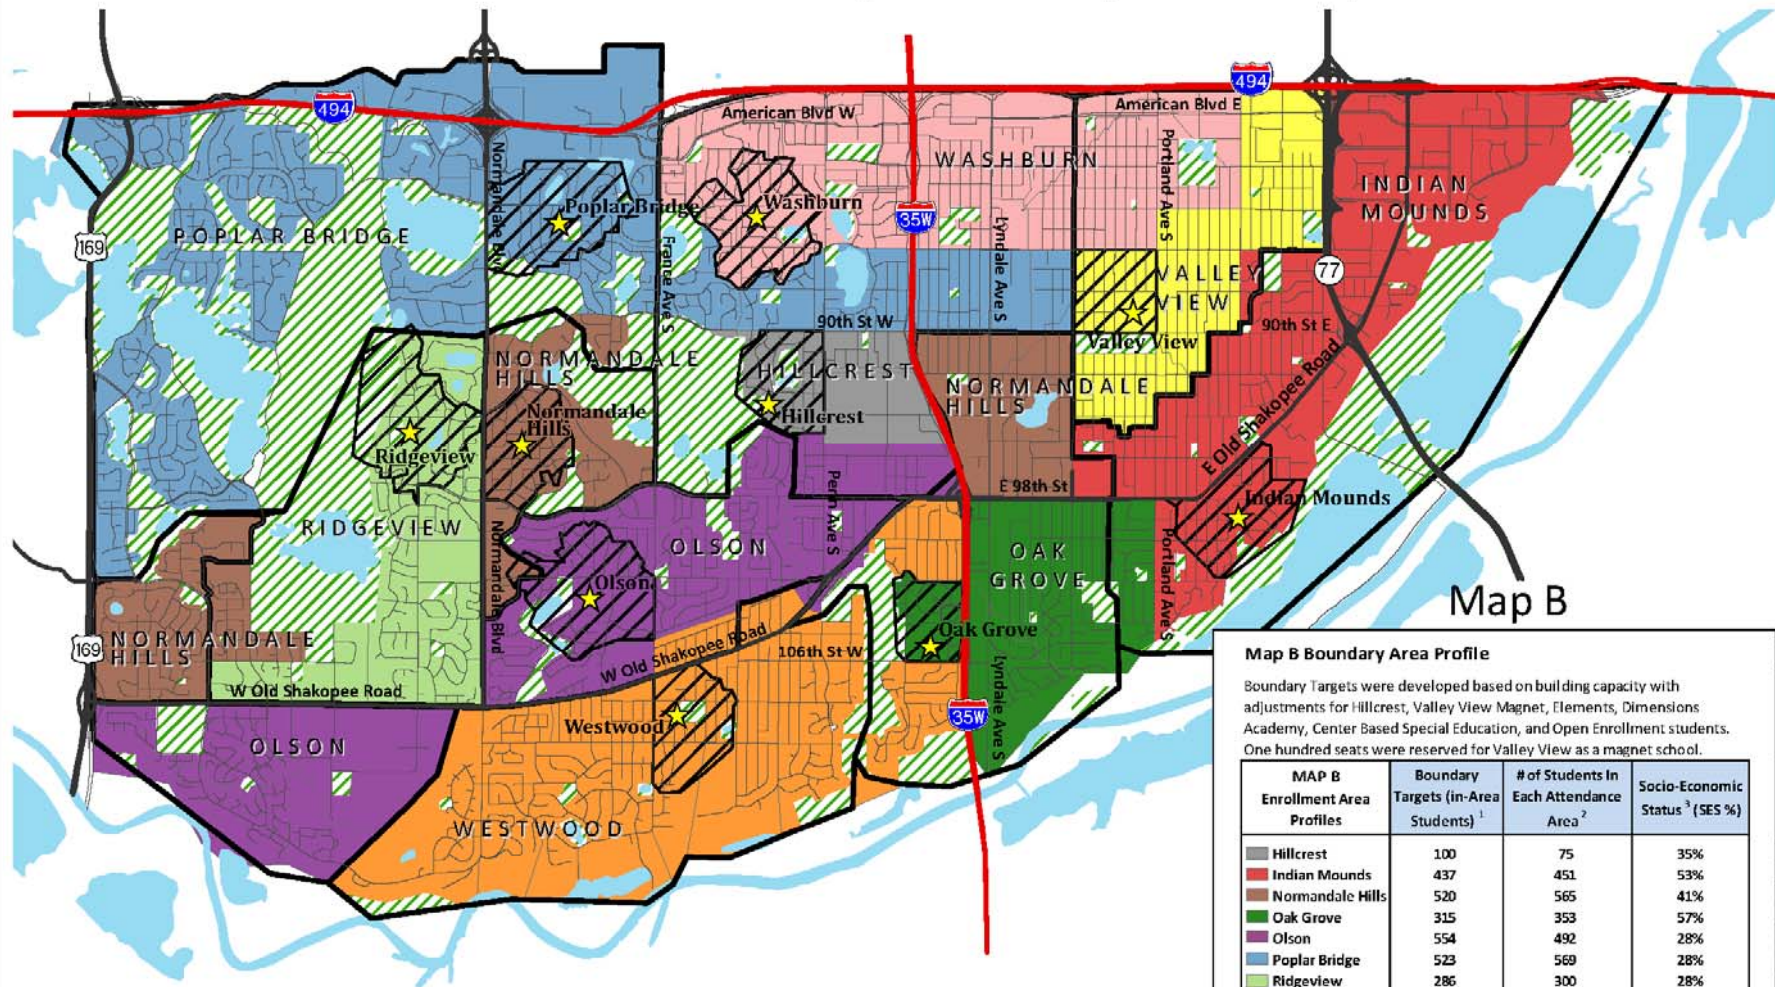 494
494
American Blvd W
American Blvd E
WASHBURN
Portland Ave S
Normandale Blvd
INDIAN
MOUNDS
Poplar Bridge
Washburn
35W
169
POPLAR BRIDGE
France Ave S
Lyndale Ave S
77
VALLEY
VIEW
90th St W
90th St E
Valley View
NORMANDALE
HILLS
HILLCREST
NORMANDALE
HILLS
Normandale
Hills
Hillcrest
Ridgeview
E Old Shakopee Road
Penn Ave S
E 98th St
Indian Mounds
RIDGEVIEW
Normandale Blvd
OLSON
OAK
GROVE
Portland Ave S
Olson
Map B
NORMANDALE
HILLS
169
Oak Grove
W Old Shakopee Road
106th St W
W Old Shakopee Road
Lyndale Ave S
Westwood
35W
OLSON
WESTWOOD
Map B Boundary Area Profile
Boundary Targets were developed based on building capacity with
adjustments for Hillcrest, Valley View Magnet, Elements, Dimensions
Academy, Center Based Special Education, and Open Enrollment students.
One hundred seats were reserved for Valley View as a magnet school.
MAP B Enrollment Area Profiles Boundary Targets (in-Area Students) 1 # of Students In Each Attendance Area 2 Socio-Economic Status 3 (SES %)
Hillcrest 100 75 35%
Indian Mounds 437 451 53%
Normandale Hills 520 565 41%
Oak Grove 315 353 57%
Olson 554 492 28%
Poplar Bridge 523 569 28%
Ridgeview 286 300 28%